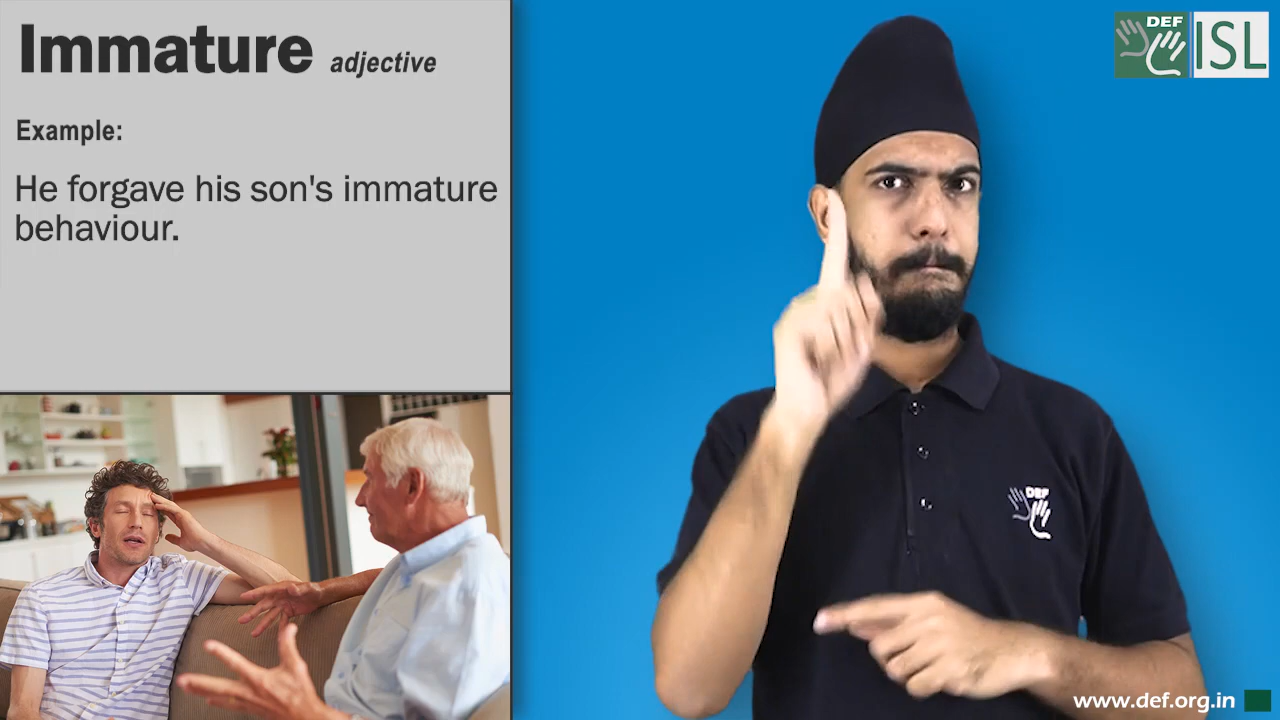 Immature adjective
Example:
He forgave his son's immature
behaviour.
DEF
ISL
DEF
www.def.org.in